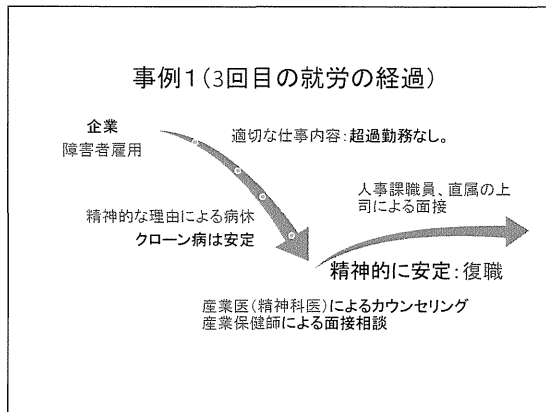 事例1(3回目の就労の経過)
企業
障害者雇用
適切な仕事内容:超過勤務なし。
人事課職員、直属の上
司による面接
精神的な理由による病休
クローン病は安定
精神的に安定:復職
産業医(精神科医)によるカウンセリング
産業保健師による面接相談